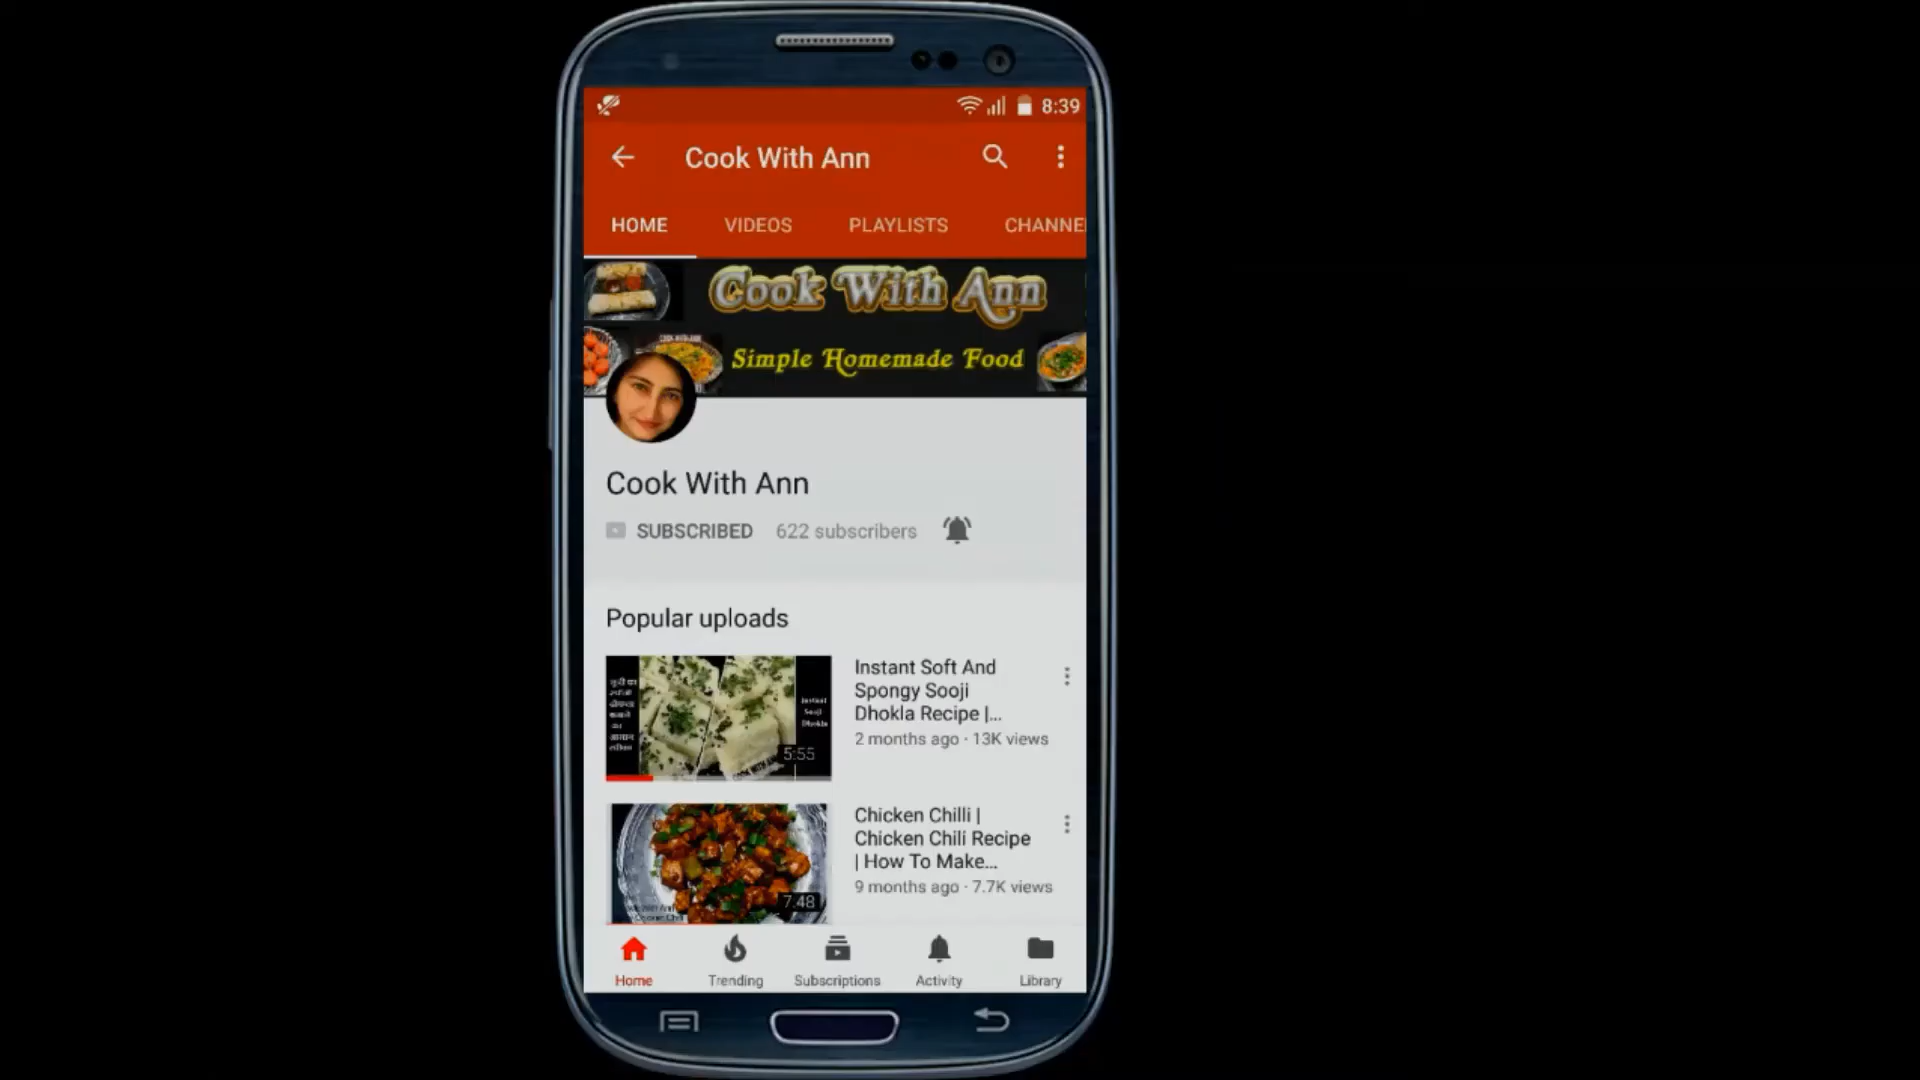 8:39
Cook With Ann
HOME VIDEOS PLAYLISTS CHANNE
Cook With Ann
Simple Homemade Food
Cook With Ann
SUBSCRIBED 622 subscribers
Popular uploads
Instant Soft And
Spongy Sooji
Dhokla Recipe |...
2 months ago · 13K views
Instant
Sooji
Dhokla
5:55
Chicken Chilli |
Chicken Chili Recipe
| How To Make...
9 months ago · 7.7K views
7:48
Home Trending Subscriptions Activity Library